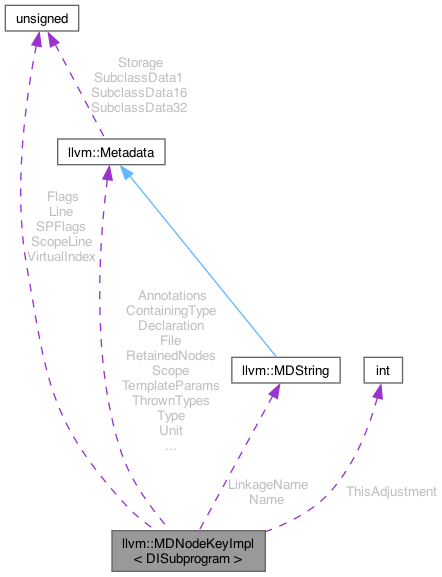 unsigned
Storage
SubclassData1
SubclassData16
SubclassData32
llvm::Metadata
Flags
Line
SPFlags
ScopeLine
VirtualIndex
Annotations
ContainingType
Declaration
File
RetainedNodes
Scope
TemplateParams
ThrownTypes
Type
Unit
...
llvm::MDString
int
LinkageName
Name
ThisAdjustment
llvm::MDNodeKeyImpl
< DISubprogram >